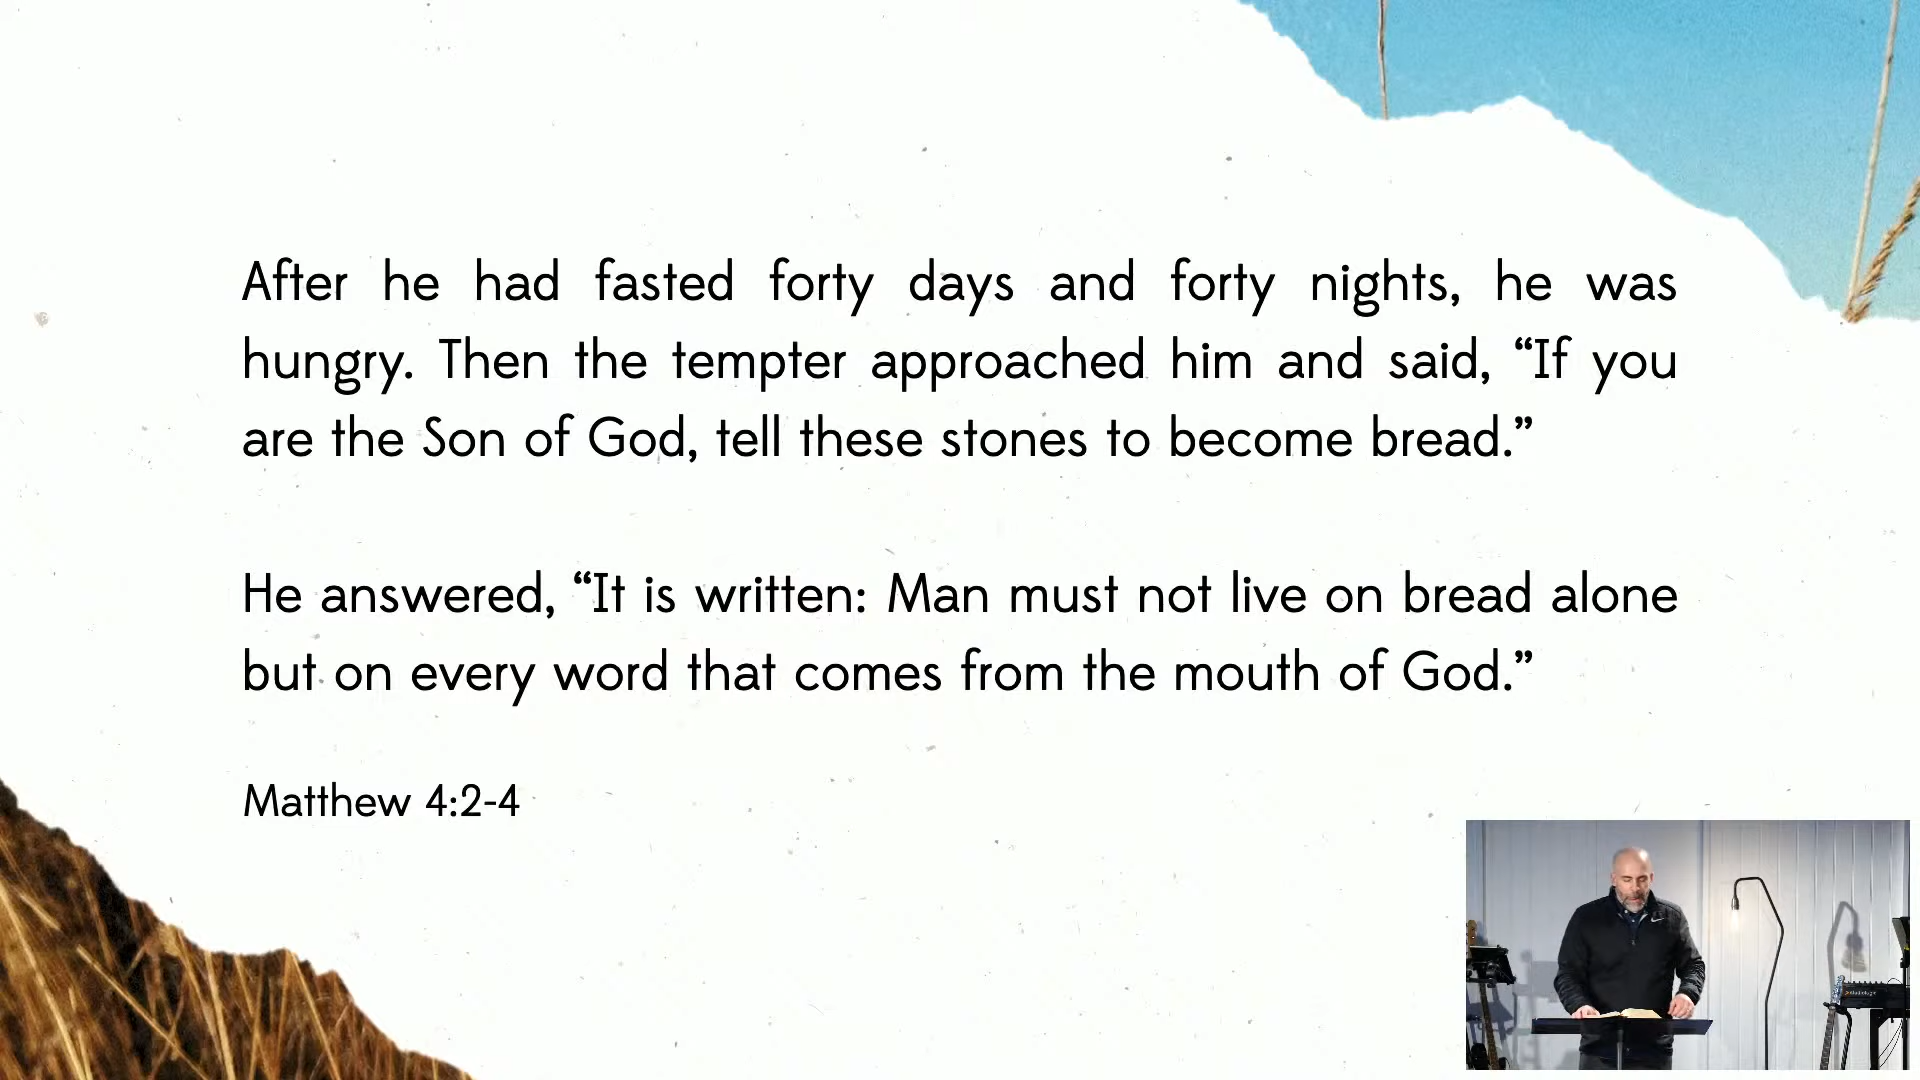 After he had fasted forty days and forty nights, he was
hungry. Then the tempter approached him and said, “If you
are the Son of God, tell these stones to become bread.”
He answered, “It is written: Man must not live on bread alone
but on every word that comes from the mouth of God.”
Matthew 4:2-4